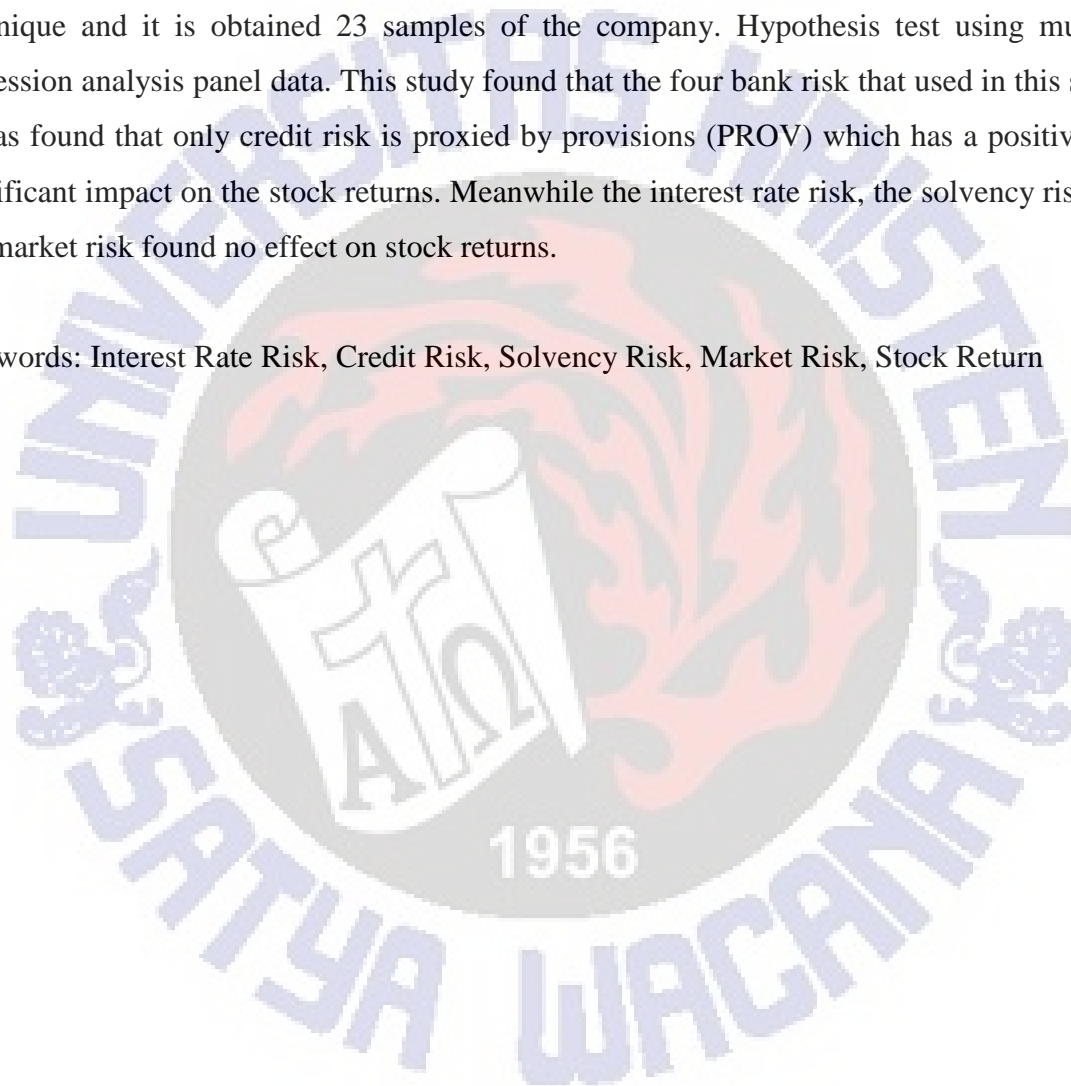 nique and it is obtained 23 samples of the company. Hypothesis test using mu
ession analysis panel data. This study found that the four bank risk that used in this s
as found that only credit risk is proxied by provisions (PROV) which has a positiv
ificant impact on the stock returns. Meanwhile the interest rate risk, the solvency ris
market risk found no effect on stock returns.
words: Interest Rate Risk, Credit Risk, Solvency Risk, Market Risk, Stock Return
UNIVERSITAS KRISTEN
Α Ω
1956
SATYA WACANA